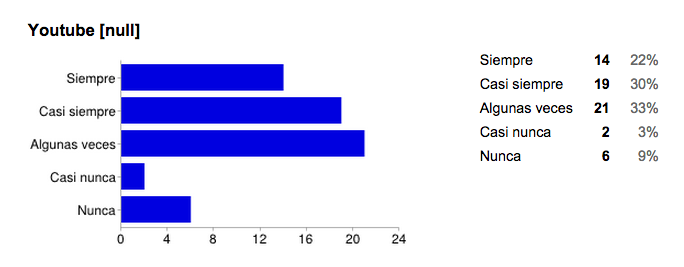 Youtube [null]
Siempre
Casi siempre
Algunas veces
Casi nunca
Nunca
0 4 8 12 16 20 24
Siempre 14 22%
Casi siempre 19 30%
Algunas veces 21 33%
Casi nunca 2 3%
Nunca 6 9%